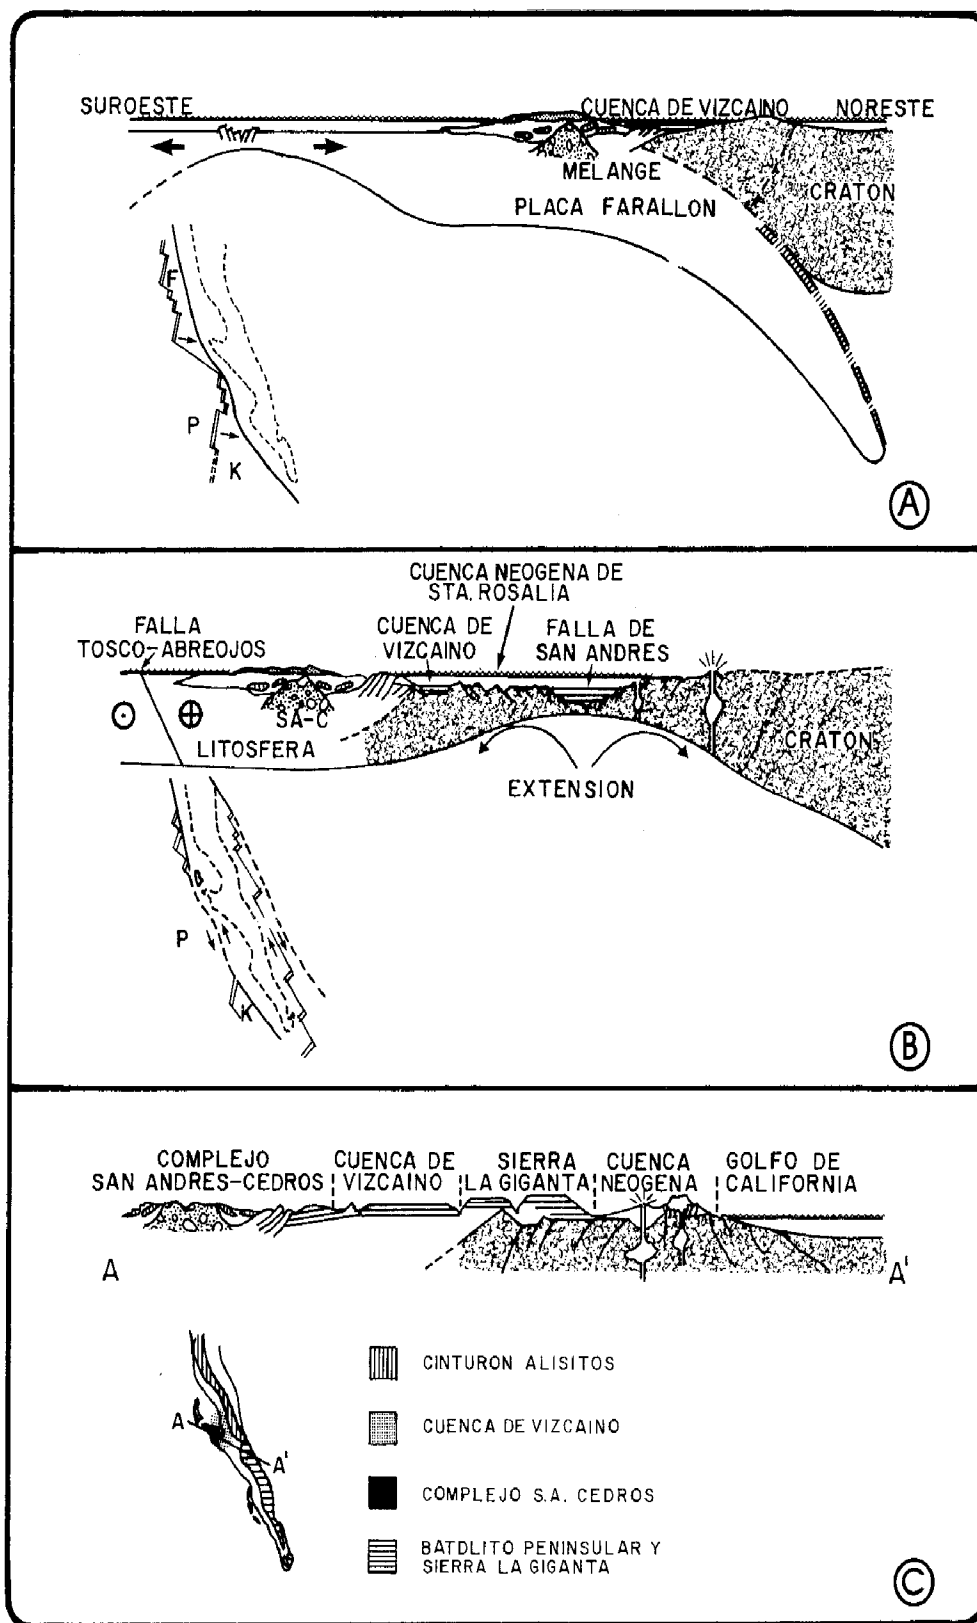 SUROESTE
CUENCA DE VIZCAINO
NORESTE
MELANGE
PLACA FARALLON
CRATON
F
P
K
A
CUENCA NEOGENA DE
STA. ROSALIA
FALLA
TOSCO-ABREOJOS
CUENCA DE
VIZCAINO
FALLA DE
SAN ANDRES
SA-C
LITOSFERA
CRATON
EXTENSION
P
K
B
COMPLEJO
SAN ANDRES-CEDROS
CUENCA DE
VIZCAINO
SIERRA
LA GIGANTA
CUENCA
NEOGENA
GOLFO DE
CALIFORNIA
A
A'
A
A'
CINTURON ALISITOS
CUENCA DE VIZCAINO
COMPLEJO S.A. CEDROS
BATOLITO PENINSULAR Y
SIERRA LA GIGANTA
C